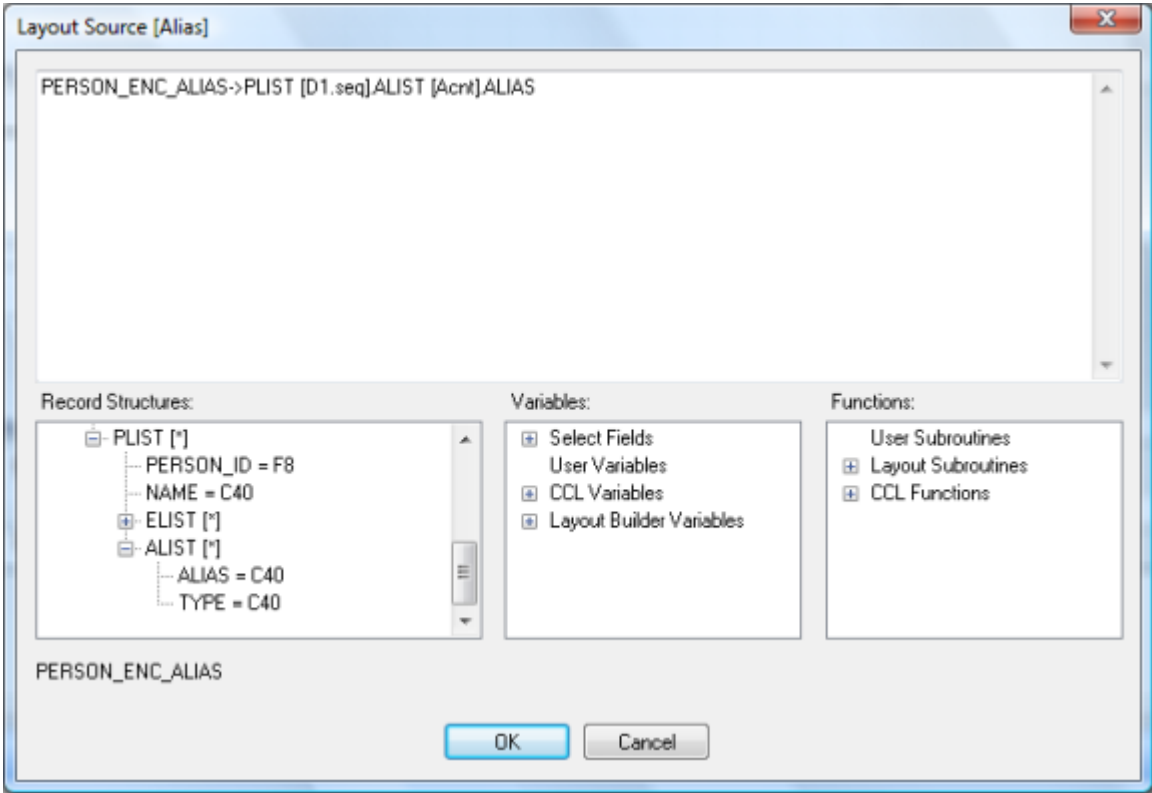 Layout Source [Alias]
PERSON_ENC_ALIAS->PLIST [D1.seq].ALIST [Acnt].ALIAS
Record Structures:
PLIST [*]
PERSON_ID = F8
NAME = C40
ELIST [*]
ALIST [*]
ALIAS = C40
TYPE = C40
Variables:
Select Fields
User Variables
CCL Variables
Layout Builder Variables
Functions:
User Subroutines
Layout Subroutines
CCL Functions
PERSON_ENC_ALIAS
OK
Cancel